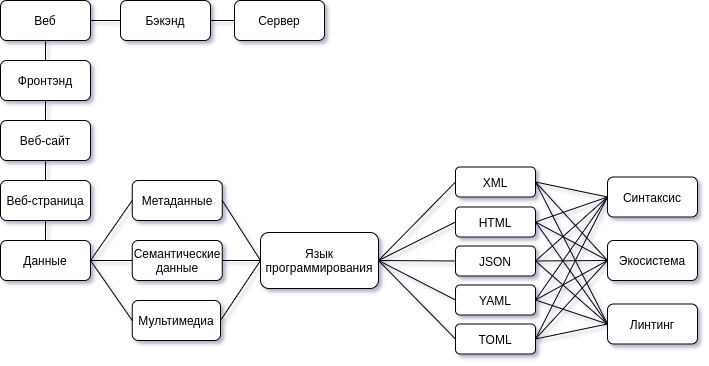 Веб
Бэкэнд
Сервер
Фронтэнд
Веб-сайт
Веб-страница
Данные
Метаданные
Семантические
данные
Мультимедиа
Язык
программирования
XML
HTML
JSON
YAML
TOML
Синтаксис
Экосистема
Линтинг